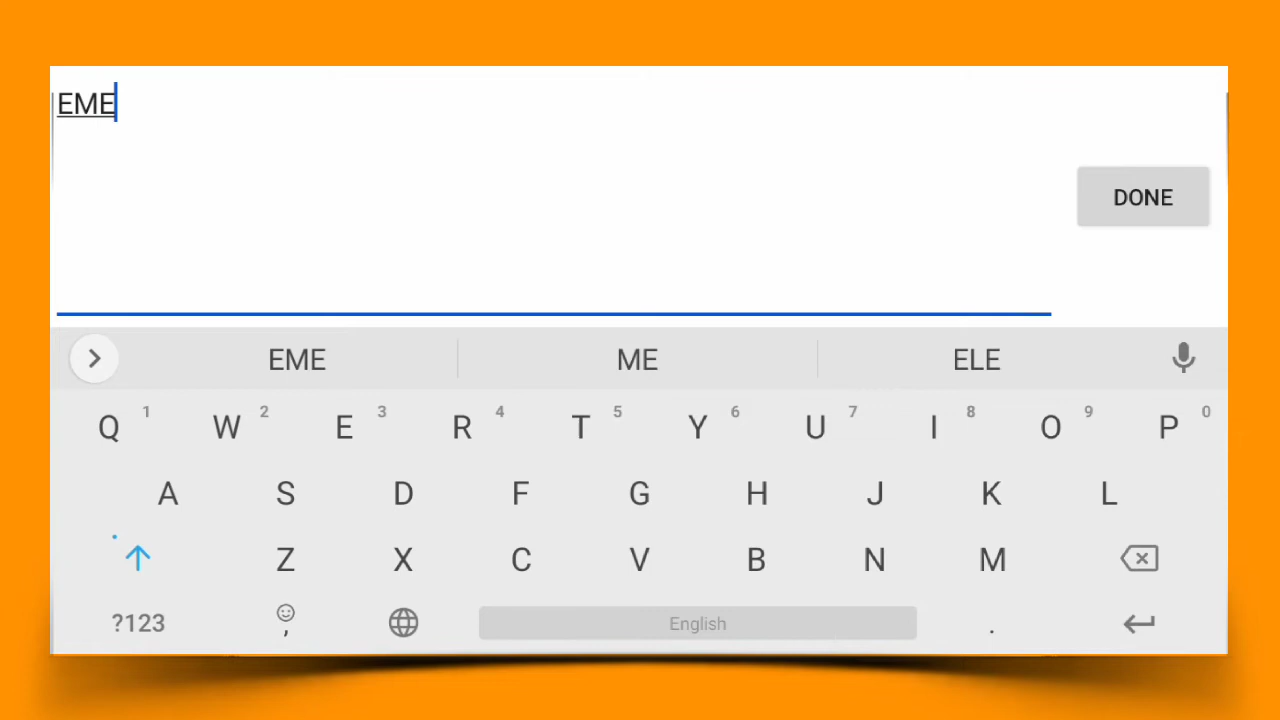 EME
DONE
EME ME ELE
Q 1 W 2 E 3 R 4 T 5 Y 6 U 7 I 8 O 9 P 0
A S D F G H J K L
Z X C V B N M
?123 , English .